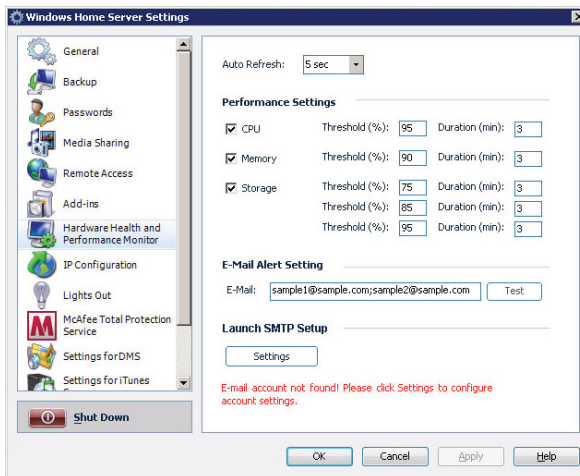 Windows Home Server Settings
General
Backup
Passwords
Media Sharing
Remote Access
Add-ins
Hardware Health and
Performance Monitor
IP Configuration
Lights Out
McAfee Total Protection
Service
Settings for DMS
Settings for iTunes
Shut Down
Auto Refresh: 5 sec
Performance Settings
CPU Threshold (%): 95 Duration (min): 3
Memory Threshold (%): 90 Duration (min): 3
Storage Threshold (%): 75 Duration (min): 3
Threshold (%): 85 Duration (min): 3
Threshold (%): 95 Duration (min): 3
E-Mail Alert Setting
E-Mail: sample1@sample.com;sample2@sample.com Test
Launch SMTP Setup
Settings
E-mail account not found! Please click Settings to configure
account settings.
OK Cancel Apply Help